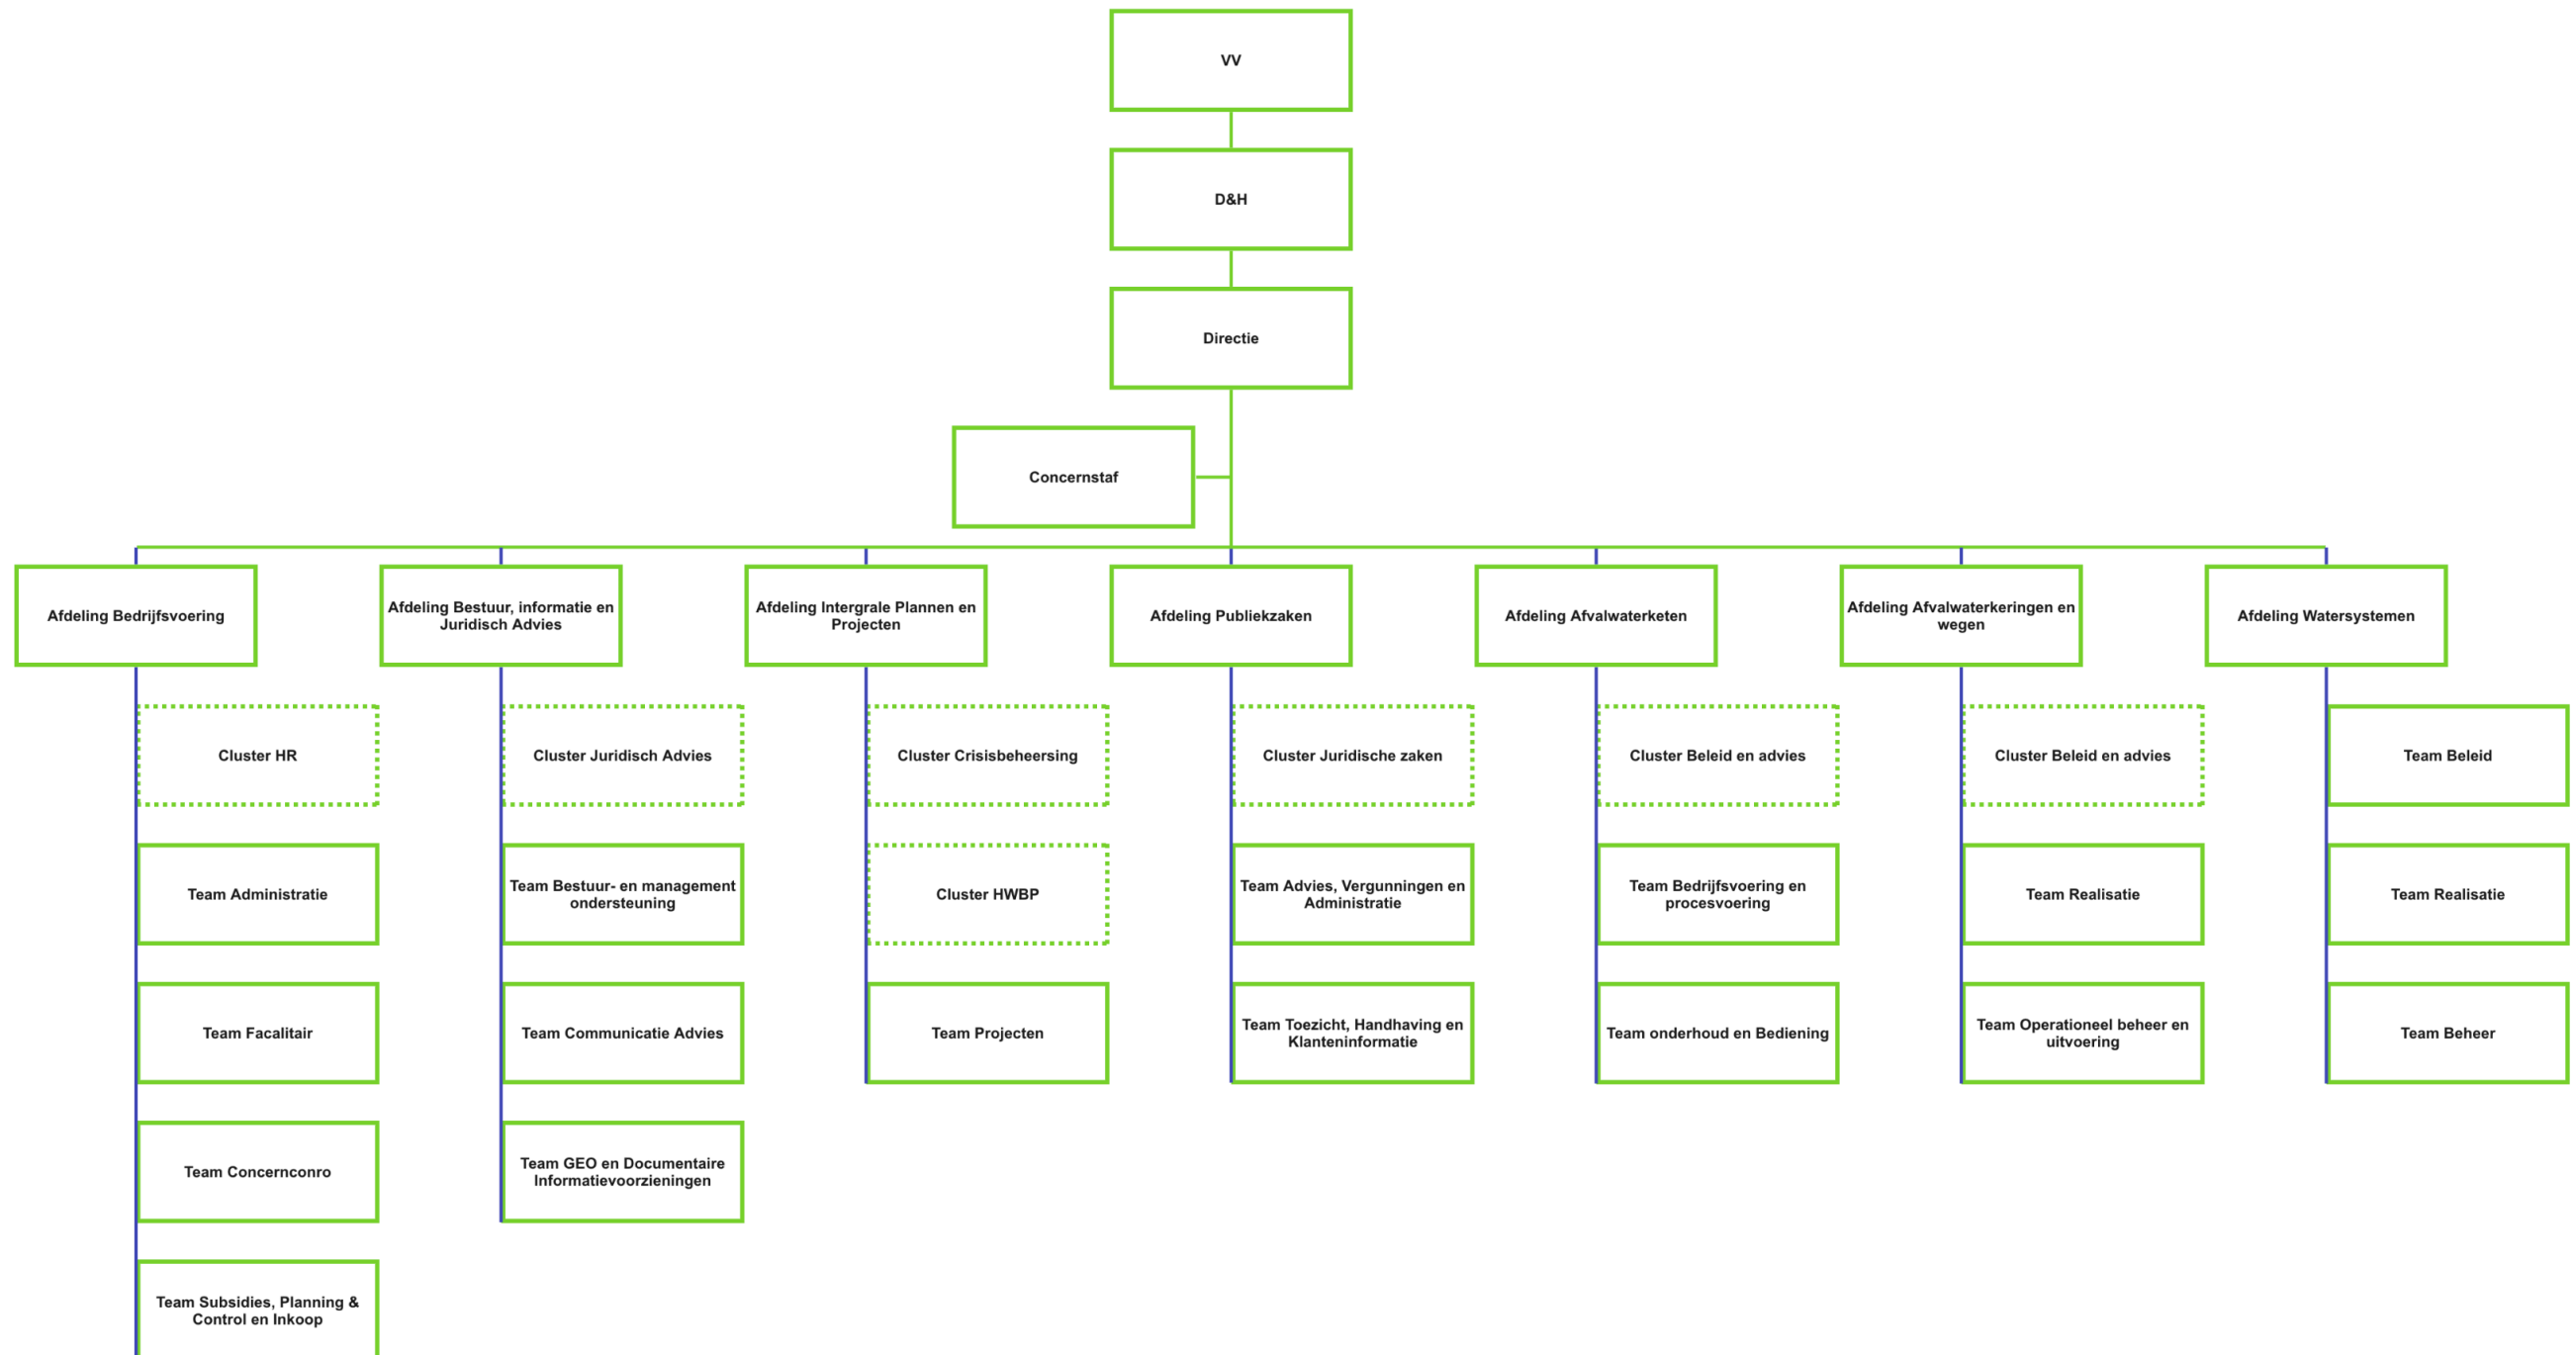 VV
D&H
Directie
Concernstaf
Afdeling Bedrijfsvoering
Afdeling Bestuur, informatie en
Juridisch Advies
Afdeling Intergrale Plannen en
Projecten
Afdeling Publiekzaken
Afdeling Afvalwaterketen
Afdeling Afvalwaterkeringen en
wegen
Afdeling Watersystemen
Cluster HR
Cluster Juridisch Advies
Cluster Crisisbeheersing
Cluster Juridische zaken
Cluster Beleid en advies
Cluster Beleid en advies
Team Beleid
Team Administratie
Team Bestuur- en management
ondersteuning
Cluster HWBP
Team Advies, Vergunningen en
Administratie
Team Bedrijfsvoering en
procesvoering
Team Realisatie
Team Realisatie
Team Facalitair
Team Communicatie Advies
Team Projecten
Team Toezicht, Handhaving en
Klanteninformatie
Team onderhoud en Bediening
Team Operationeel beheer en
uitvoering
Team Beheer
Team Concernconro
Team GEO en Documentaire
Informatievoorzieningen
Team Subsidies, Planning &
Control en Inkoop